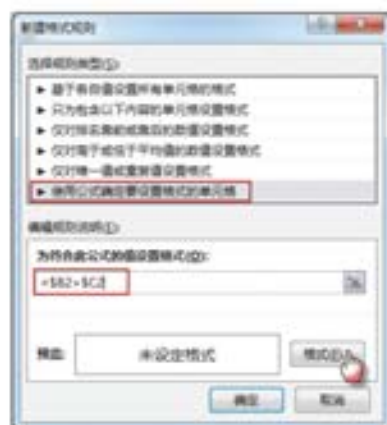 新建格式规则
选择规则类型(S):
► 基于各自值设置所有单元格的格式
► 只为包含以下内容的单元格设置格式
► 仅对排名靠前或靠后的数值设置格式
► 仅对高于或低于平均值的数值设置格式
► 仅对唯一值或重复值设置格式
► 使用公式确定要设置格式的单元格
编辑规则说明(E):
为符合此公式的值设置格式(O):
预览:
未设定格式
格式(F)...
确定
取消